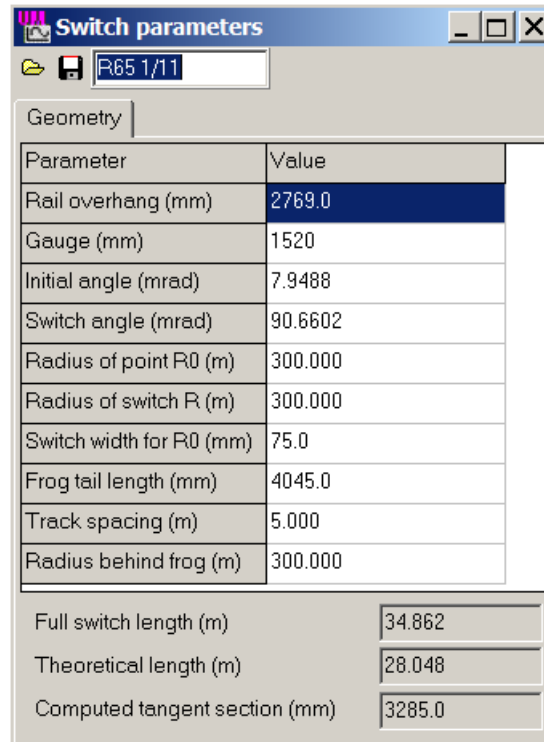 Switch parameters
R65 1/11
Geometry
Parameter Value
Rail overhang (mm) 2769.0
Gauge (mm) 1520
Initial angle (mrad) 7.9488
Switch angle (mrad) 90.6602
Radius of point R0 (m) 300.000
Radius of switch R (m) 300.000
Switch width for R0 (mm) 75.0
Frog tail length (mm) 4045.0
Track spacing (m) 5.000
Radius behind frog (m) 300.000
Full switch length (m) 34.862
Theoretical length (m) 28.048
Computed tangent section (mm) 3285.0